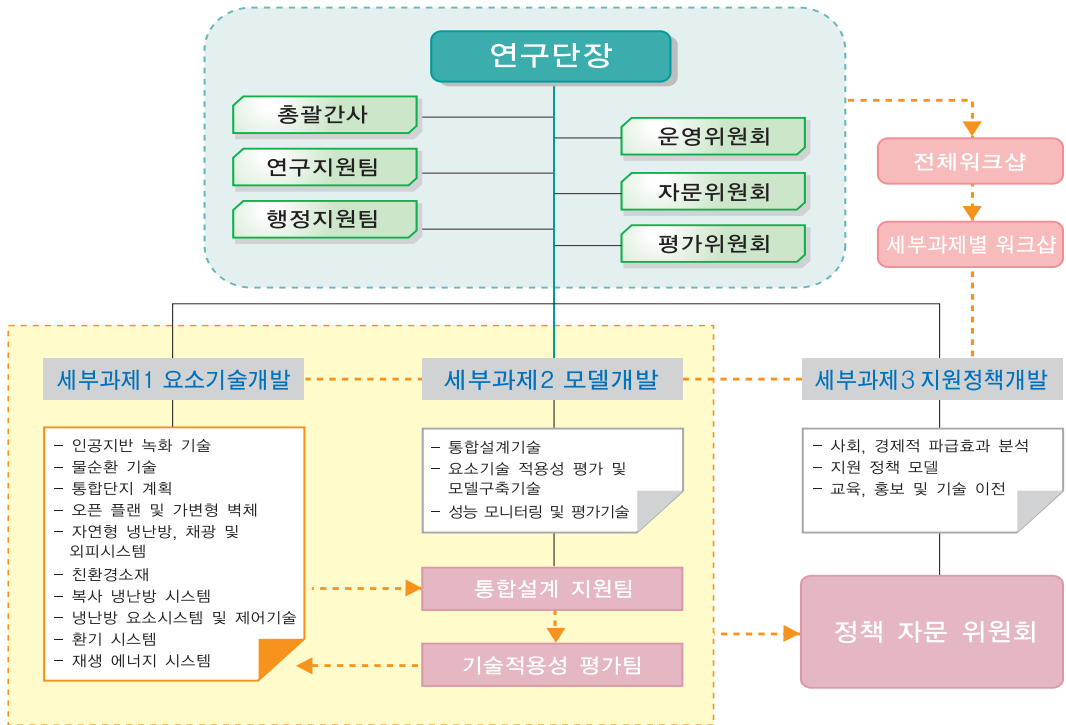 연구단장
총괄간사
연구지원팀
행정지원팀
운영위원회
자문위원회
평가위원회
전체워크샵
세부과제별 워크샵
세부과제1 요소기술개발
- 인공지반 녹화 기술
- 물순환 기술
- 통합단지 계획
- 오픈 플랜 및 가변형 벽체
- 자연형 냉난방, 채광 및
외피시스템
- 친환경소재
- 복사 냉난방 시스템
- 냉난방 요소시스템 및 제어기술
- 환기 시스템
- 재생 에너지 시스템
세부과제2 모델개발
- 통합설계기술
- 요소기술 적용성 평가 및
모델구축기술
- 성능 모니터링 및 평가기술
통합설계 지원팀
기술적용성 평가팀
세부과제3 지원정책개발
- 사회, 경제적 파급효과 분석
- 지원 정책 모델
- 교육, 홍보 및 기술 이전
정책 자문 위원회